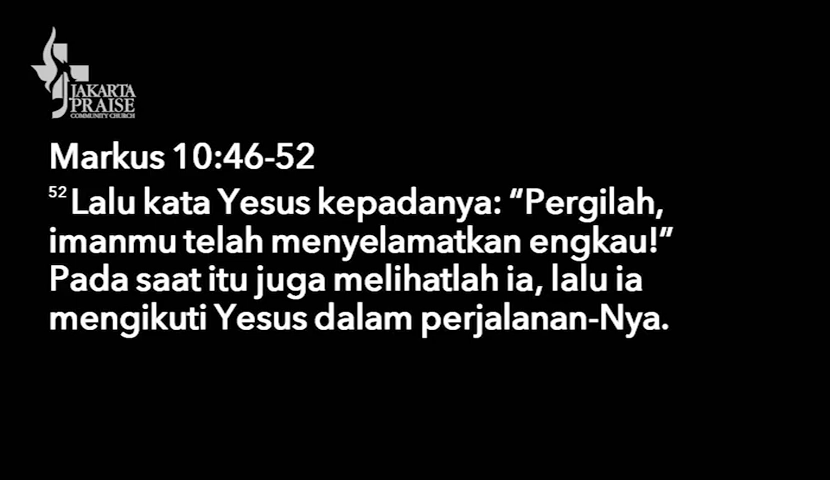 JAKARTA
PRAISE
COMMUNITY CHURCH
Markus 10:46-52
52 Lalu kata Yesus kepadanya: “Pergilah,
imanmu telah menyelamatkan engkau!”
Pada saat itu juga melihatlah ia, lalu ia
mengikuti Yesus dalam perjalanan-Nya.